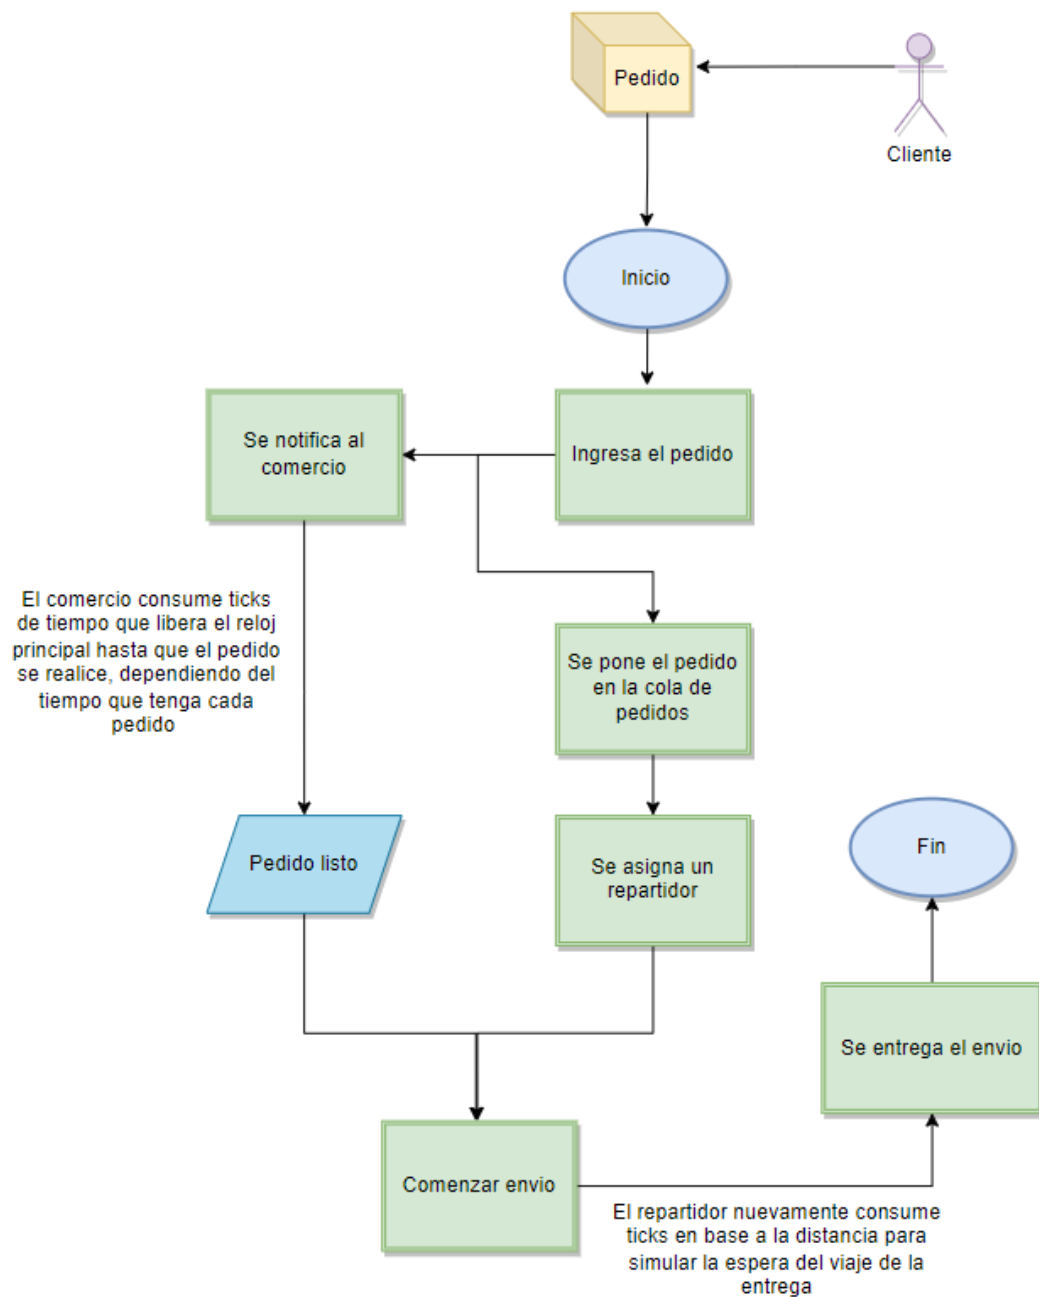 Pedido
Cliente
Inicio
Se notifica al
comercio
Ingresa el pedido
El comercio consume ticks
de tiempo que libera el reloj
principal hasta que el pedido
se realice, dependiendo del
tiempo que tenga cada
pedido
Se pone el pedido
en la cola de
pedidos
Pedido listo
Se asigna un
repartidor
Fin
Se entrega el envio
Comenzar envio
El repartidor nuevamente consume
ticks en base a la distancia para
simular la espera del viaje de la
entrega